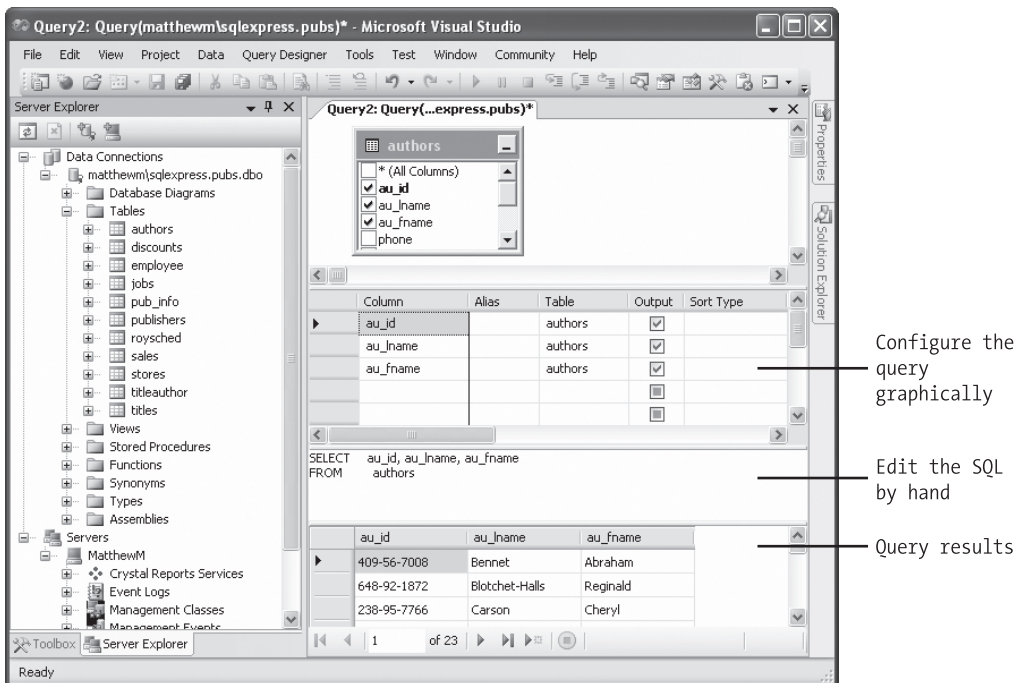 Query2: Query(matthewm\sqlexpress.pubs)* - Microsoft Visual Studio
File Edit View Project Data Query Designer Tools Test Window Community Help
Server Explorer
Data Connections
matthewm\sqlexpress.pubs.dbo
Database Diagrams
Tables
authors
discounts
employee
jobs
pub_info
publishers
roysched
sales
stores
titleauthor
titles
Views
Stored Procedures
Functions
Synonyms
Types
Assemblies
Servers
MatthewM
Crystal Reports Services
Event Logs
Management Classes
Management Events
Toolbox Server Explorer
Ready
Query2: Query(...express.pubs)*
authors
* (All Columns)
au_id
au_lname
au_fname
phone
Column Alias Table Output Sort Type
au_id authors
au_lname authors
au_fname authors
SELECT au_id, au_lname, au_fname
FROM authors
au_id au_lname au_fname
409-56-7008 Bennet Abraham
648-92-1872 Blotchet-Halls Reginald
238-95-7766 Carson Cheryl
1 of 23
Properties
Solution Explorer
Configure the
query
graphically
Edit the SQL
by hand
Query results